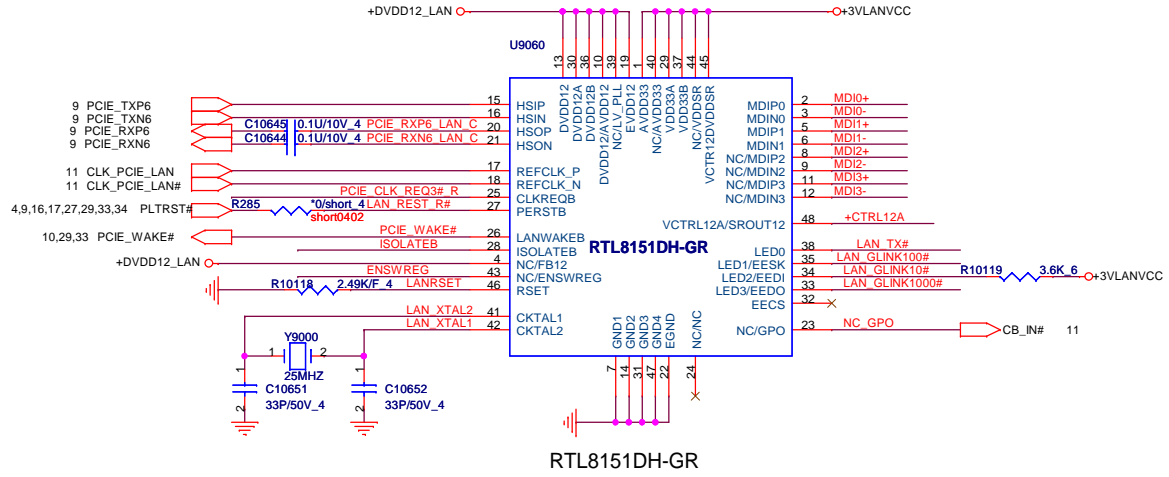 +DVDD12_LAN
+3VLANVCC
U9060
13
30
36
10
39
19
1
40
29
37
44
45
DVDD12
DVDD12A
DVDD12B
DVDD12/AVDD12
NC/LV_PLL
EVDD12
AVDD33
NC/AVDD33
VDD33A
VDD33B
NC/VDDSR
VCTR12DVDDSR
9 PCIE_TXP6 15 HSIP
9 PCIE_TXN6 16 HSIN
9 PCIE_RXP6 C10645 0.1U/10V_4 PCIE_RXP6_LAN_C 20 HSOP
9 PCIE_RXN6 C10644 0.1U/10V_4 PCIE_RXN6_LAN_C 21 HSON
11 CLK_PCIE_LAN 17 REFCLK_P
11 CLK_PCIE_LAN# 18 REFCLK_N
PCIE_CLK_REQ3#_R 25 CLKREQB
4,9,16,17,27,29,33,34 PLTRST# R285 *0/short_4 LAN_REST_R# 27 PERSTB
short0402
10,29,33 PCIE_WAKE# PCIE_WAKE# 26 LANWAKEB
ISOLATEB 28 ISOLATEB
+DVDD12_LAN 4 NC/FB12
ENSWREG 43 NC/ENSWREG
R10118 2.49K/F_4 LANRSET 46 RSET
LAN_XTAL2 41 CKTAL1
LAN_XTAL1 42 CKTAL2
RTL8151DH-GR
MDIP0 2 MDI0+
MDIN0 3 MDI0-
MDIP1 5 MDI1+
MDIN1 6 MDI1-
NC/MDIP2 8 MDI2+
NC/MDIN2 9 MDI2-
NC/MDIP3 11 MDI3+
NC/MDIN3 12 MDI3-
VCTRL12A/SROUT12 48 +CTRL12A
LED0 38 LAN_TX#
LED1/EESK 35 LAN_GLINK100#
LED2/EEDI 34 LAN_GLINK10# R10119 3.6K_6 +3VLANVCC
LED3/EEDO 33 LAN_GLINK1000#
EECS 32
NC/GPO 23 NC_GPO CB_IN# 11
Y9000
1 2
25MHZ
1 C10651 2
33P/50V_4
1 C10652 2
33P/50V_4
GND1
GND2
GND3
GND4
EGND
NC/NC
7
14
31
47
22
24
RTL8151DH-GR